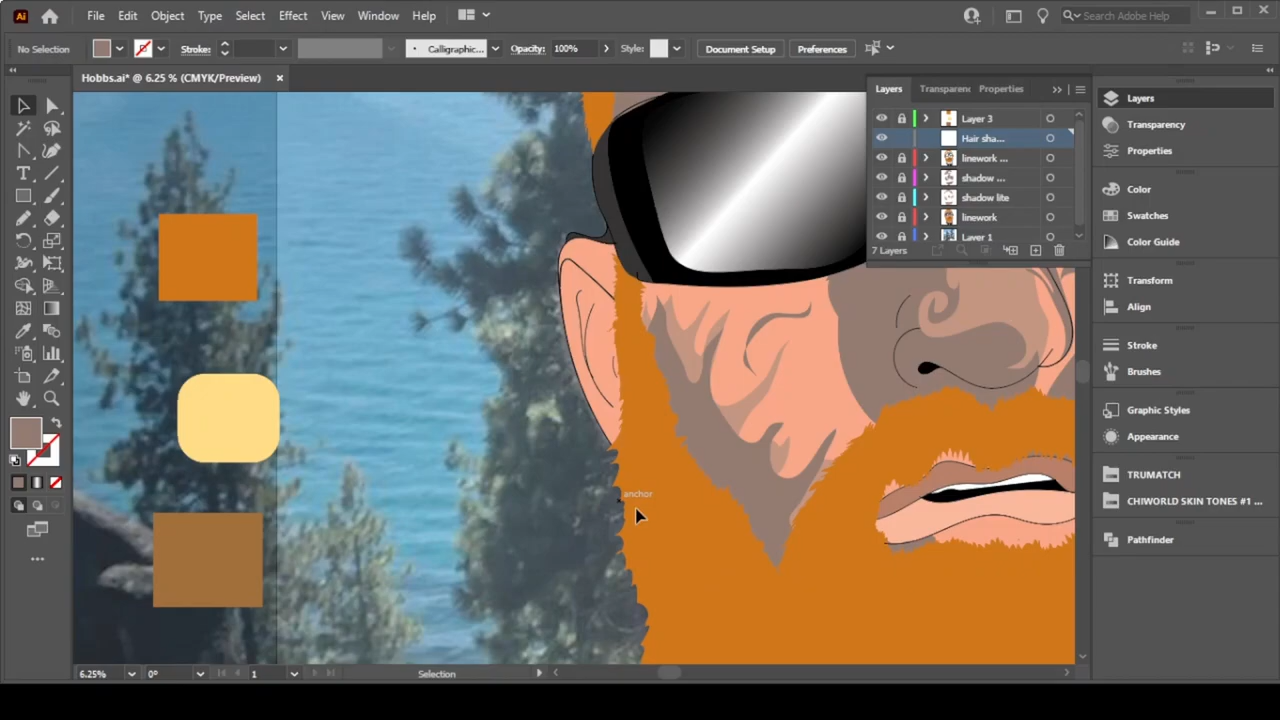 Ai File Edit Object Type Select Effect View Window Help Search Adobe Help
No Selection Stroke: Calligraphic... Opacity: 100% Style: Document Setup Preferences
Hobbs.ai* @ 6.25 % (CMYK/Preview)
Layers Transparenc Properties
Layer 3
Hair sha...
linework ...
shadow ...
shadow lite
linework
Layer 1
7 Layers
Layers
Transparency
Properties
Color
Swatches
Color Guide
Transform
Align
Stroke
Brushes
Graphic Styles
Appearance
TRUMATCH
CHIWORLD SKIN TONES #1 ...
Pathfinder
anchor
6.25% 0° 1 Selection